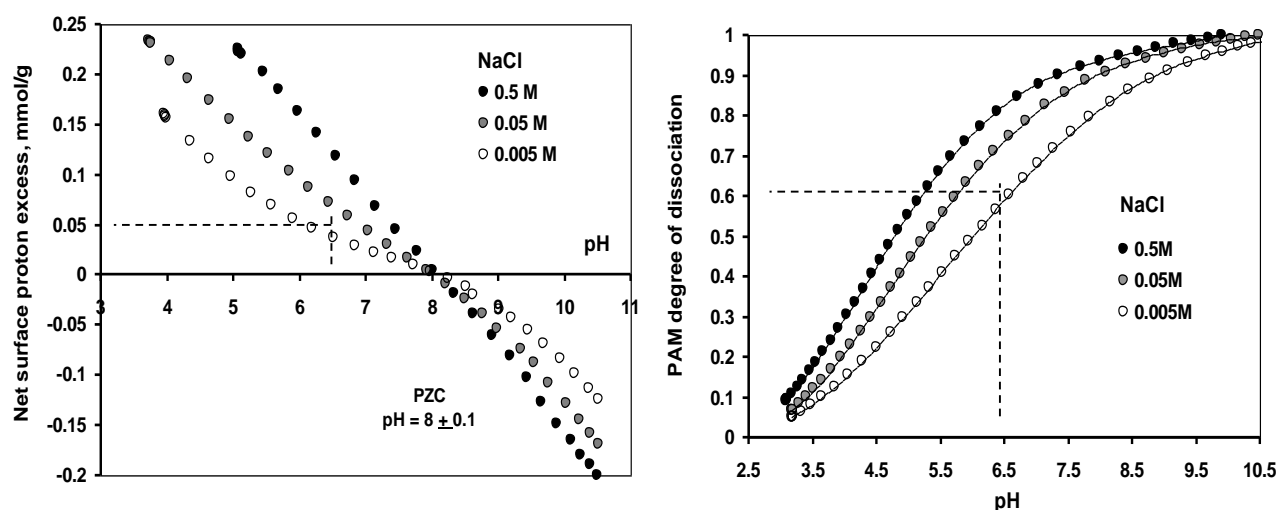 Net surface proton excess, mmol/g
0.25
0.2
0.15
0.1
0.05
0
-0.05
-0.1
-0.15
-0.2
NaCl
0.5 M
0.05 M
0.005 M
pH
3 4 5 6 7 8 9 10 11
PZC
pH = 8 ± 0.1
PAM degree of dissociation
1
0.9
0.8
0.7
0.6
0.5
0.4
0.3
0.2
0.1
0
NaCl
0.5M
0.05M
0.005M
2.5 3.5 4.5 5.5 6.5 7.5 8.5 9.5 10.5
pH